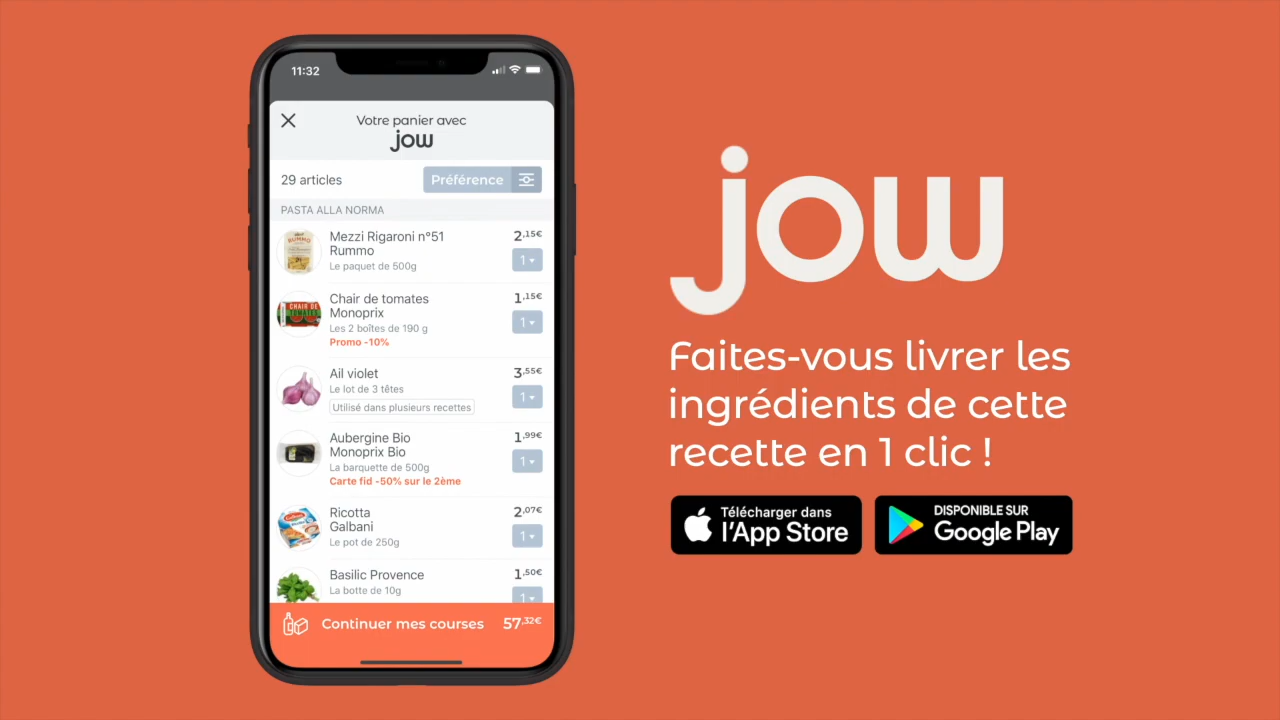 11:32
Votre panier avec
jow
29 articles
Préférence
PASTA ALLA NORMA
Mezzi Rigaroni n°51
Rummo
Le paquet de 500g
2,15€
1
Chair de tomates
Monoprix
Les 2 boîtes de 190 g
Promo -10%
1,15€
1
Ail violet
Le lot de 3 têtes
Utilisé dans plusieurs recettes
3,55€
1
Aubergine Bio
Monoprix Bio
La barquette de 500g
Carte fid -50% sur le 2ème
1,99€
1
Ricotta
Galbani
Le pot de 250g
2,07€
1
Basilic Provence
La botte de 10g
1,50€
1
Continuer mes courses 57,32€
RUMMO
CHAIR DE
TOMATES
jow
Faites-vous livrer les
ingrédients de cette
recette en 1 clic !
Télécharger dans
l'App Store
DISPONIBLE SUR
Google Play